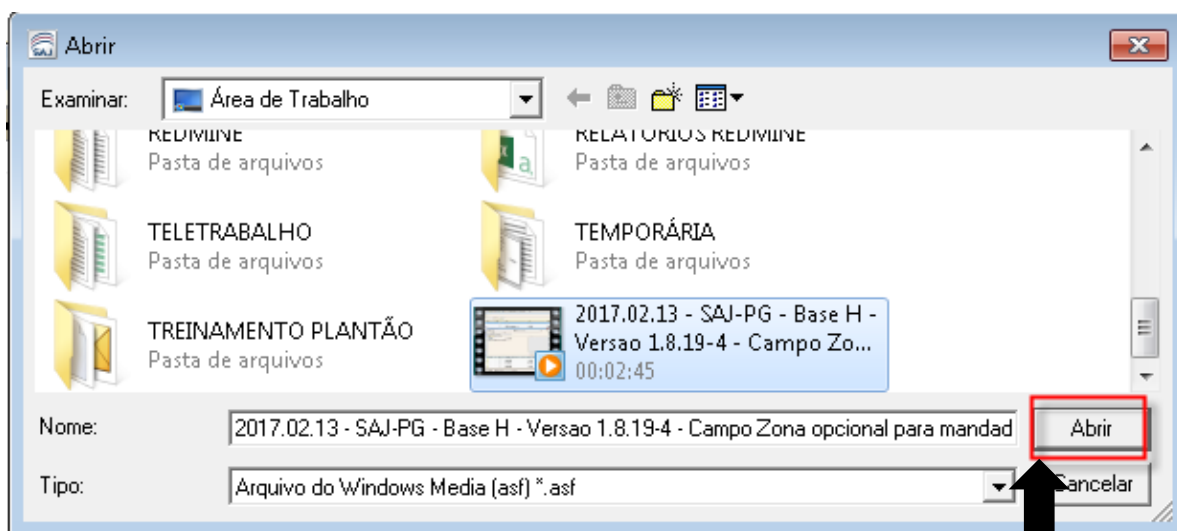 Abrir
Examinar: Área de Trabalho
REDMINE
Pasta de arquivos
RELATÓRIOS REDMINE
Pasta de arquivos
TELETRABALHO
Pasta de arquivos
TEMPORÁRIA
Pasta de arquivos
TREINAMENTO PLANTÃO
Pasta de arquivos
2017.02.13 - SAJ-PG - Base H -
Versao 1.8.19-4 - Campo Zo...
00:02:45
Nome: 2017.02.13 - SAJ-PG - Base H - Versao 1.8.19-4 - Campo Zona opcional para mandad
Abrir
Tipo: Arquivo do Windows Media (asf) *.asf
Cancelar